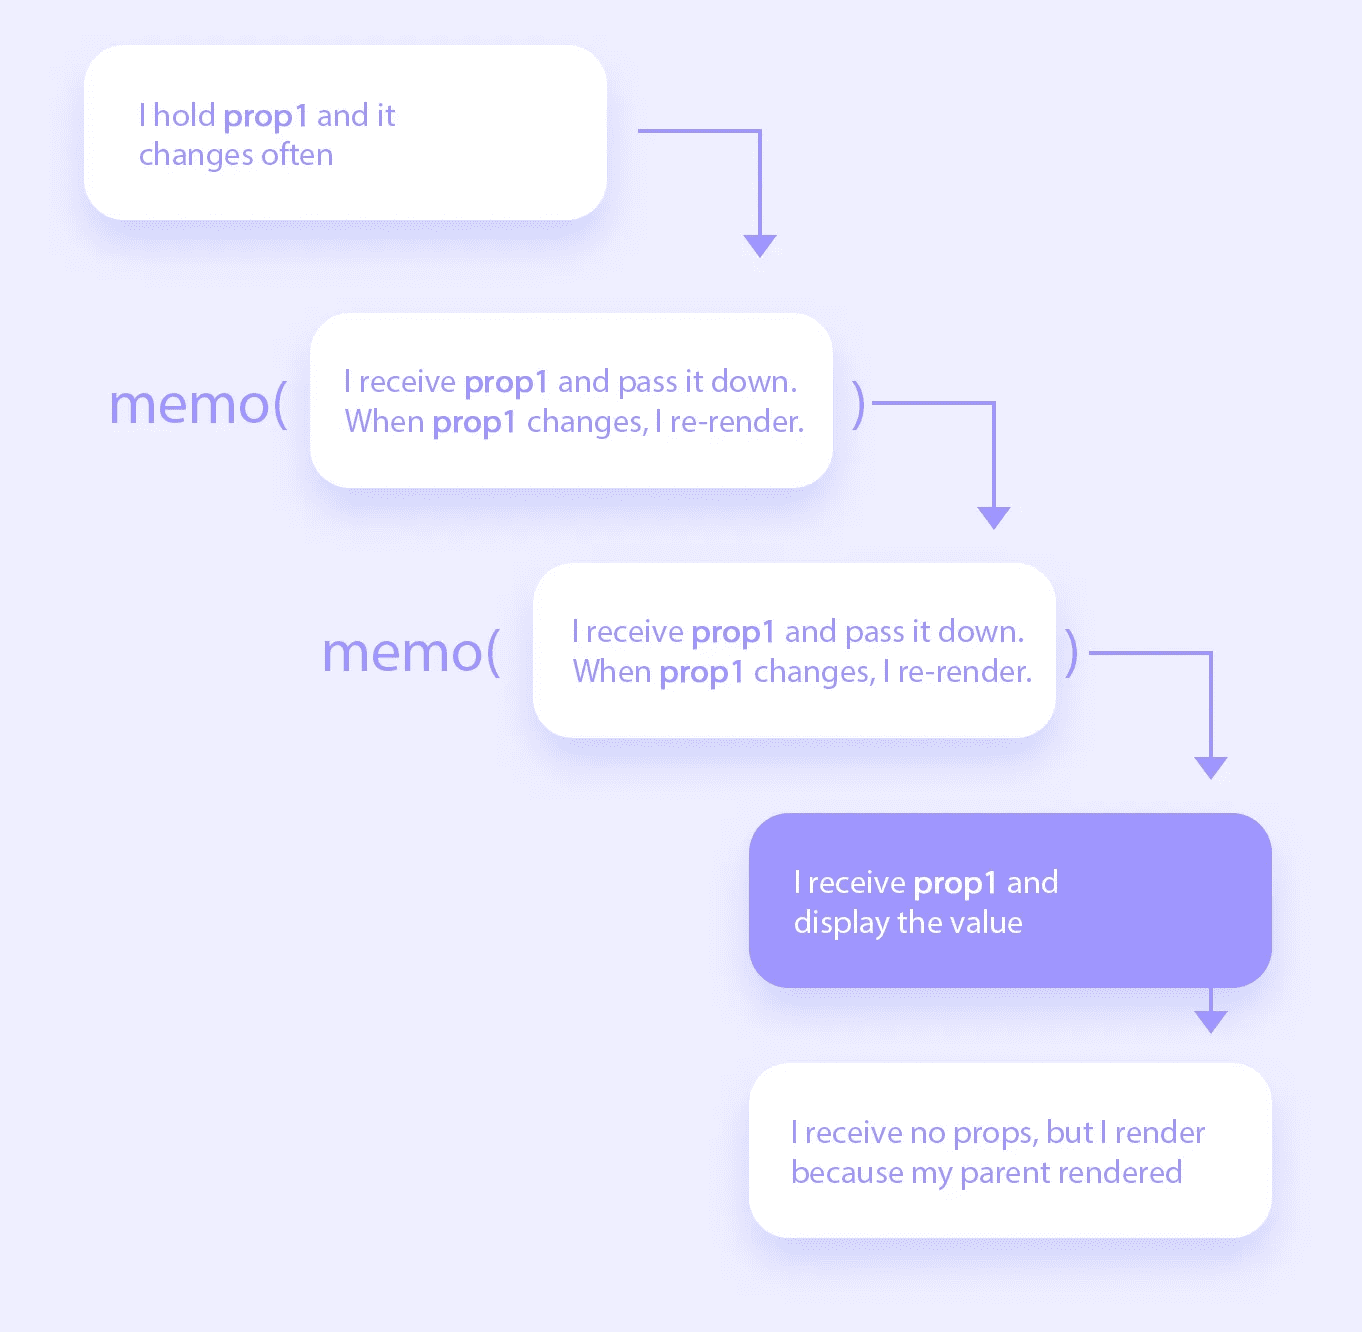 I hold prop1 and it
changes often
memo(
I receive prop1 and pass it down.
When prop1 changes, I re-render.
)
memo(
I receive prop1 and pass it down.
When prop1 changes, I re-render.
)
I receive prop1 and
display the value
I receive no props, but I render
because my parent rendered